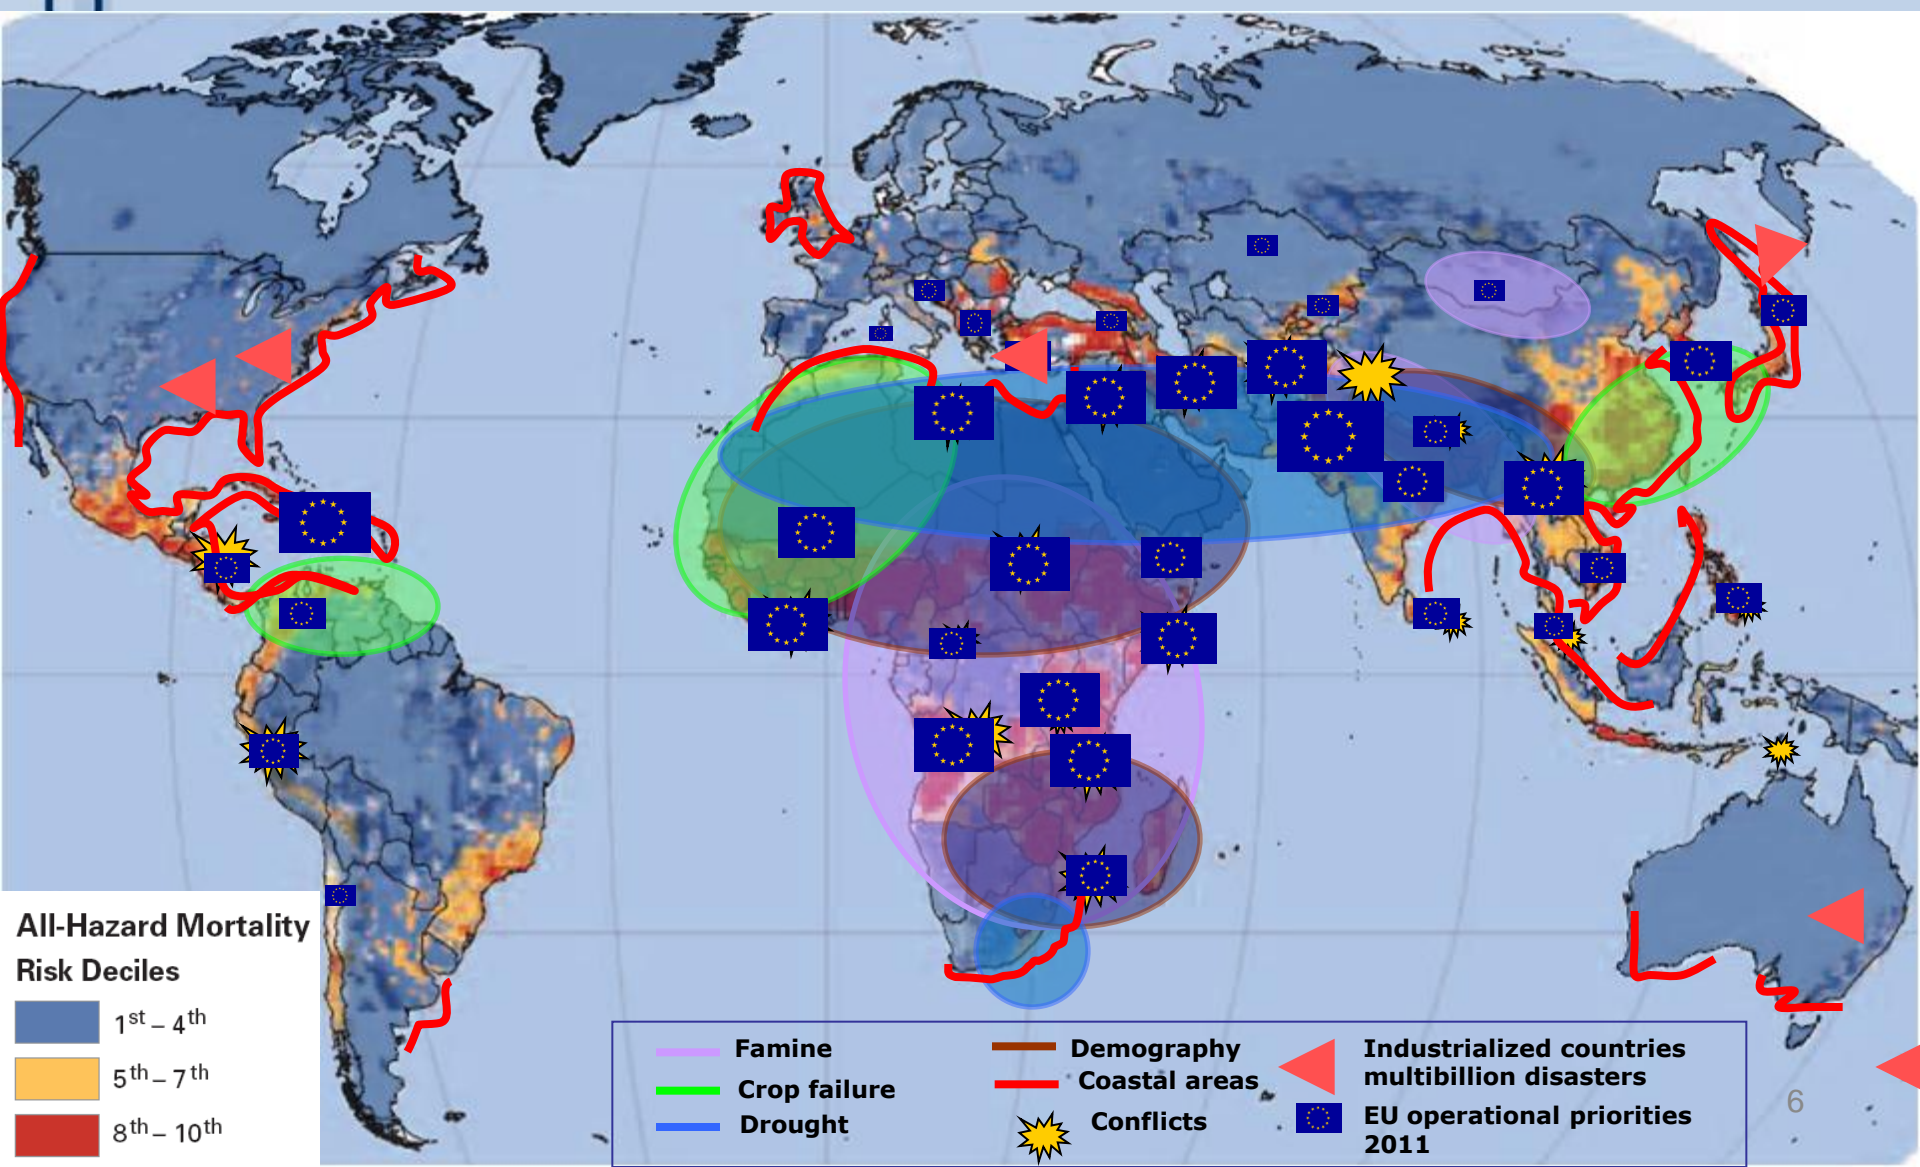 All-Hazard Mortality
Risk Deciles
1st – 4th
5th – 7th
8th – 10th
Famine
Crop failure
Drought
Demography
Coastal areas
Conflicts
Industrialized countries
multibillion disasters
EU operational priorities
2011
6